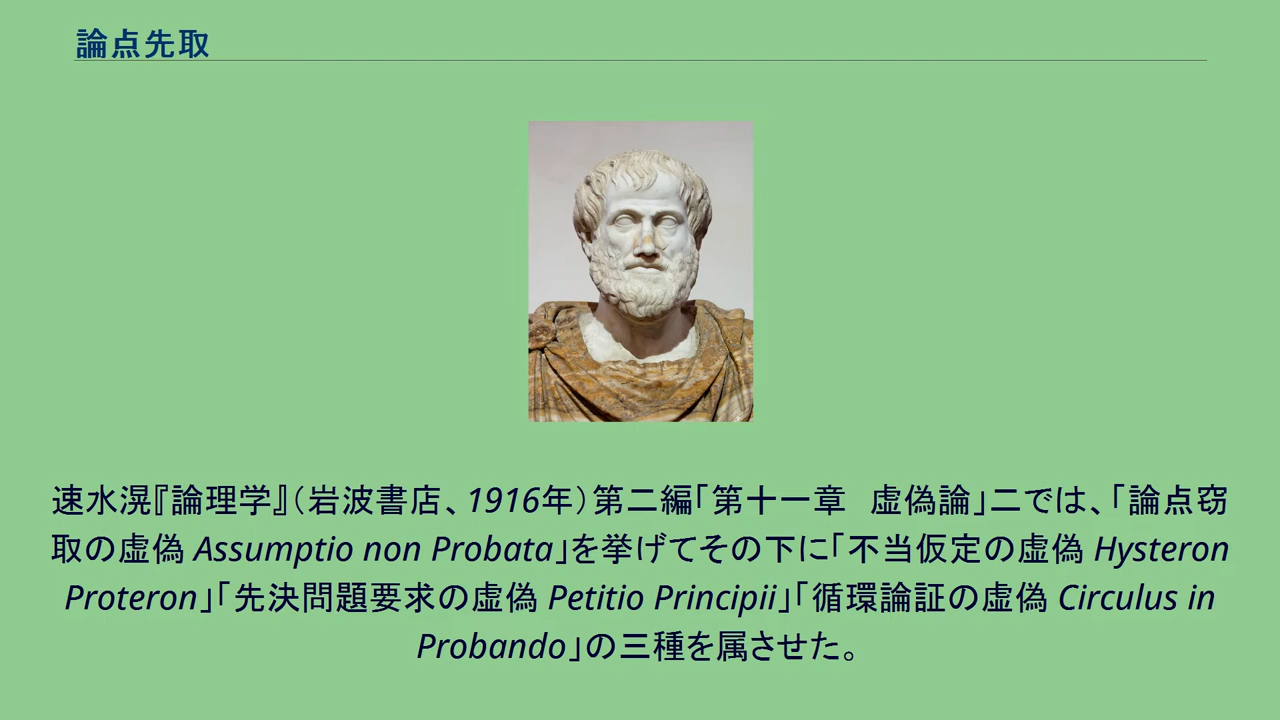 論点先取
速水滉『論理学』（岩波書店、1916年）第二編「第十一章　虚偽論」二では、「論点窃
取の虚偽 Assumptio non Probata」を挙げてその下に「不当仮定の虚偽 Hysteron
Proteron」「先決問題要求の虚偽 Petitio Principii」「循環論証の虚偽 Circulus in
Probando」の三種を属させた。